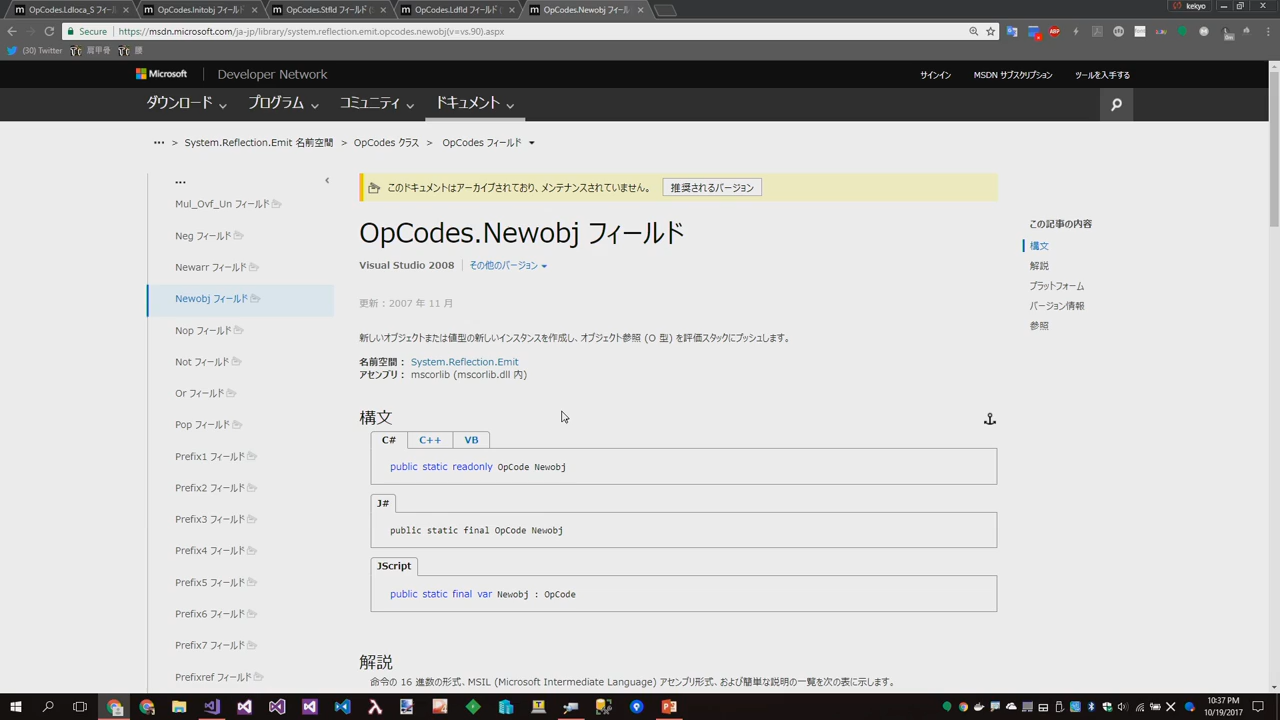 OpCodes.Ldloca_S フィールド
OpCodes.Initobj フィールド
OpCodes.Stfld フィールド
OpCodes.Ldfld フィールド
OpCodes.Newobj フィール
kekyo
Secure
https://msdn.microsoft.com/ja-jp/library/system.reflection.emit.opcodes.newobj(v=vs.90).aspx
(30) Twitter
肩甲骨
腰
Microsoft
Developer Network
サインイン
MSDN サブスクリプション
ツールを入手する
ダウンロード
プログラム
コミュニティ
ドキュメント
… > System.Reflection.Emit 名前空間 > OpCodes クラス > OpCodes フィールド
...
Mul_Ovf_Un フィールド
Neg フィールド
Newarr フィールド
Newobj フィールド
Nop フィールド
Not フィールド
Or フィールド
Pop フィールド
Prefix1 フィールド
Prefix2 フィールド
Prefix3 フィールド
Prefix4 フィールド
Prefix5 フィールド
Prefix6 フィールド
Prefix7 フィールド
Prefixref フィールド
このドキュメントはアーカイブされており、メンテナンスされていません。
推奨されるバージョン
OpCodes.Newobj フィールド
Visual Studio 2008
その他のバージョン
更新 : 2007 年 11 月
新しいオブジェクトまたは値型の新しいインスタンスを作成し、オブジェクト参照 (O 型) を評価スタックにプッシュします。
名前空間 : System.Reflection.Emit
アセンブリ : mscorlib (mscorlib.dll 内)
構文
C#
C++
VB
public static readonly OpCode Newobj
J#
public static final OpCode Newobj
JScript
public static final var Newobj : OpCode
解説
命令の 16 進数の形式、MSIL (Microsoft Intermediate Language) アセンブリ形式、および簡単な説明の一覧を次の表に示します。
この記事の内容
構文
解説
プラットフォーム
バージョン情報
参照
10:37 PM
10/19/2017